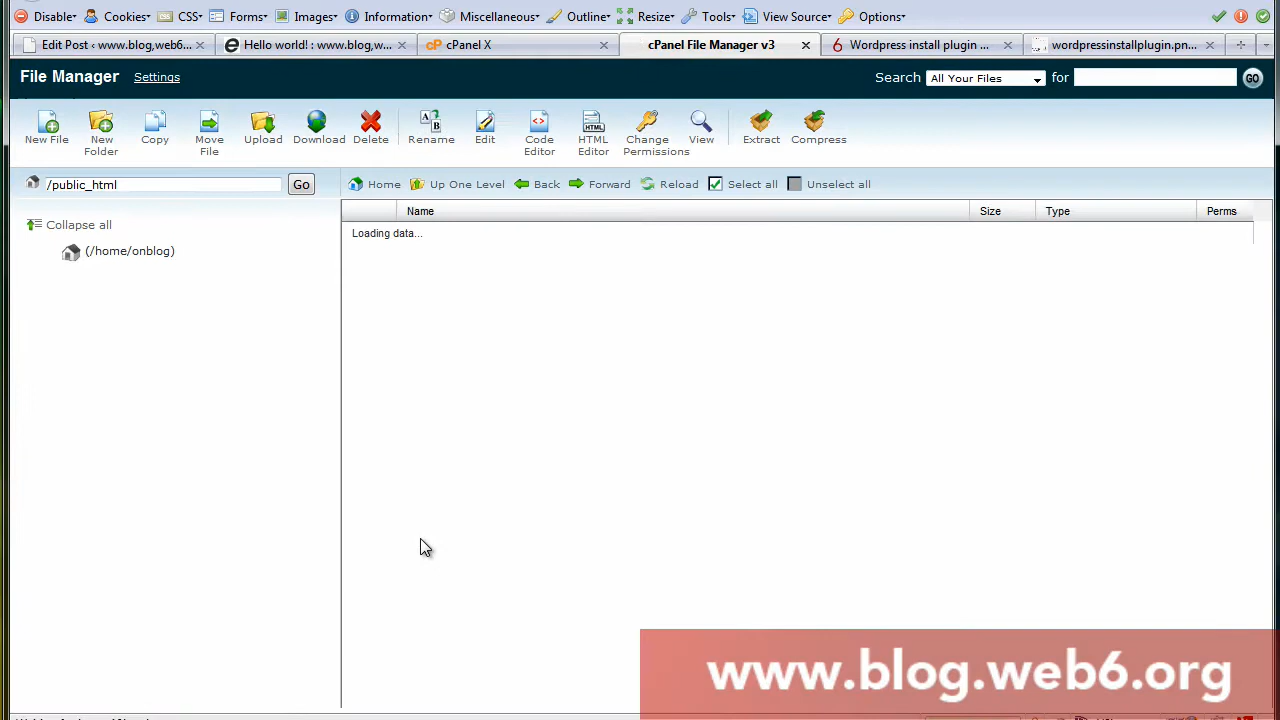 Disable Cookies CSS Forms Images Information Miscellaneous Outline Resize Tools View Source Options
Edit Post ‹ www.blog,web6... Hello world! : www.blog.w... cP cPanel X cPanel File Manager v3 6 Wordpress install plugin ... wordpressinstallplugin.pn...
File Manager Settings Search All Your Files for GO
New File New Folder Copy Move File Upload Download Delete Rename Edit Code Editor HTML Editor Change Permissions View Extract Compress
/public_html Go Home Up One Level Back Forward Reload Select all Unselect all
Name Size Type Perms
Collapse all Loading data...
(/home/onblog)
www.blog.web6.org